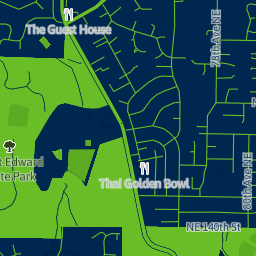 The Guest House
78th Ave NE
N
t Edward
te Park
Thai Golden Bowl
80th Ave NE
NE 140th St